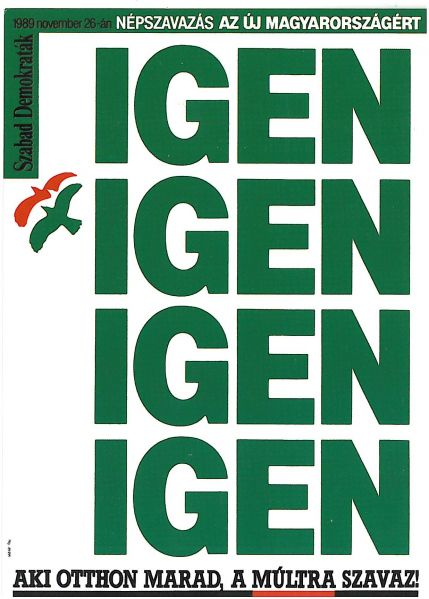 1989 november 26-án NÉPSZAVAZÁS AZ ÚJ MAGYARORSZÁGÉRT
Szabad Demokraták
IGEN
IGEN
IGEN
IGEN
AKI OTTHON MARAD, A MÚLTRA SZAVAZ!